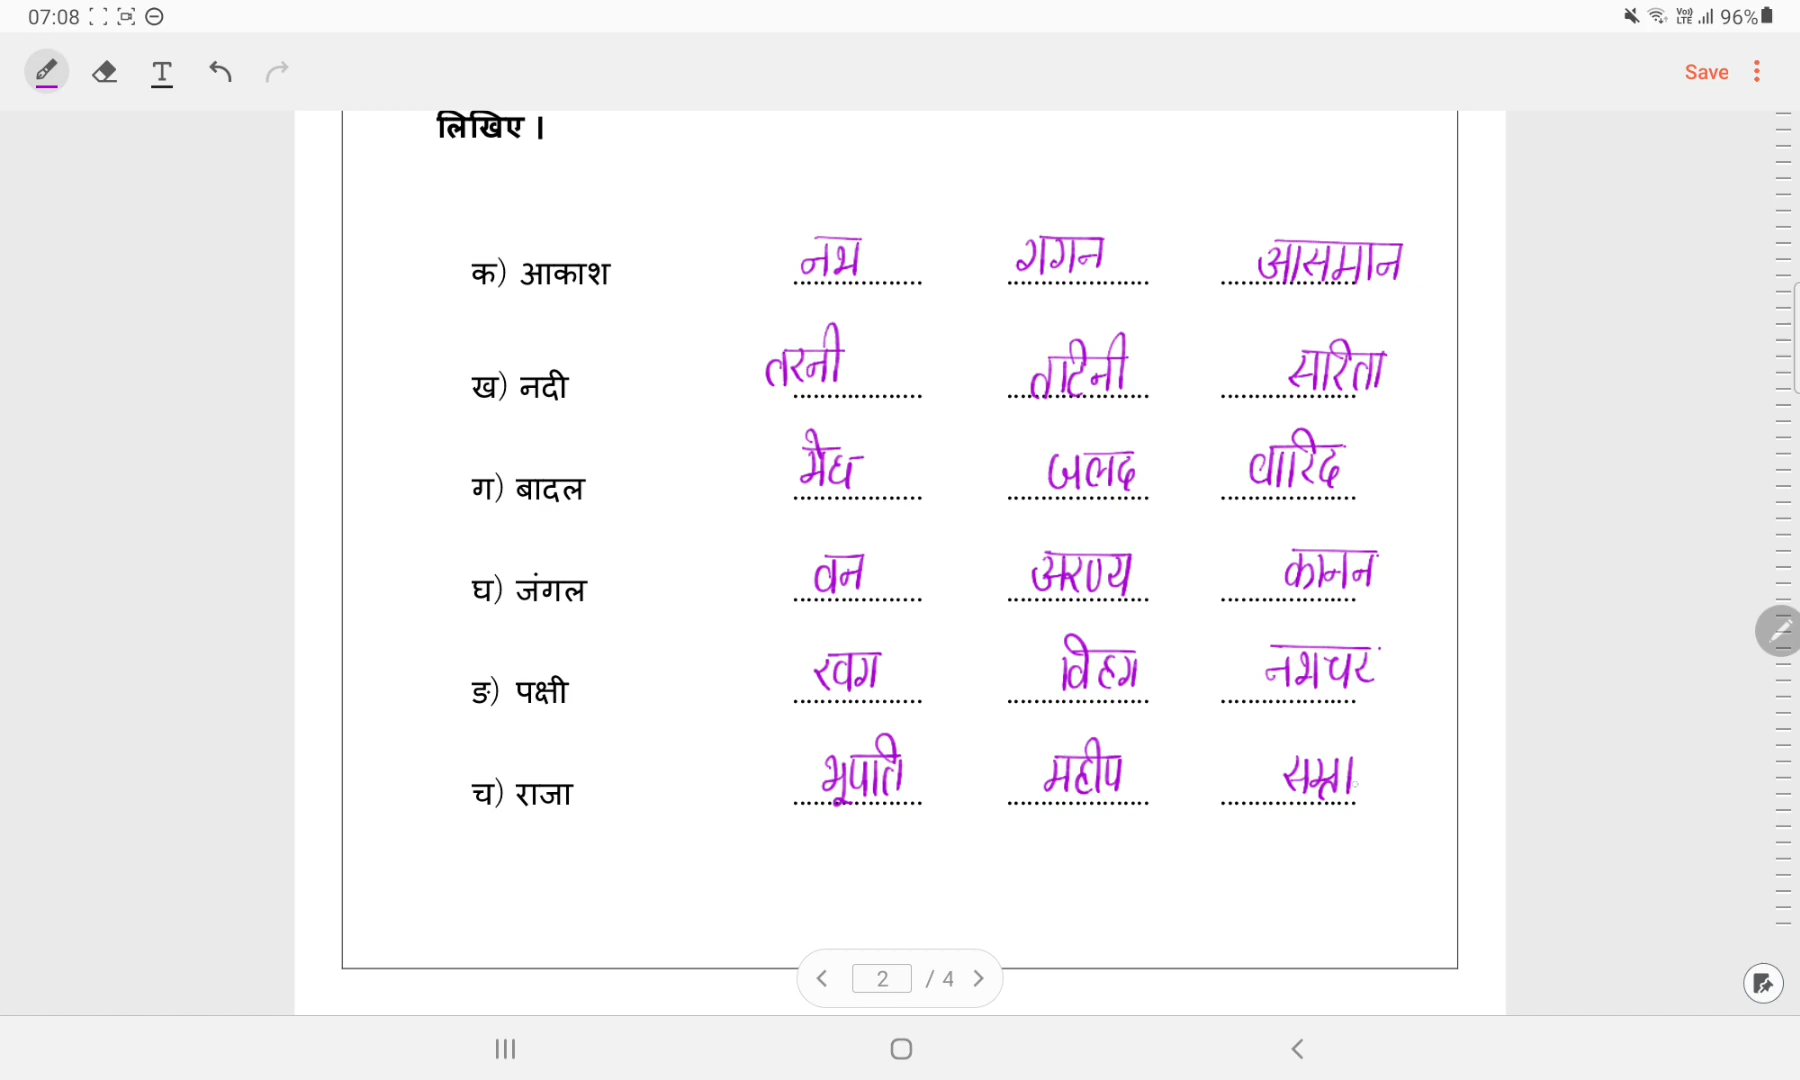 07:08 96%
T Save
लिखिए ।
क) आकाश नभ गगन आसमान
ख) नदी तरनी तटिनी सरिता
ग) बादल मेघ जलद वारिद
घ) जंगल वन अरण्य कानन
ङ) पक्षी खग विहग नभचर
च) राजा भूपति महीप सम्रा
2 / 4